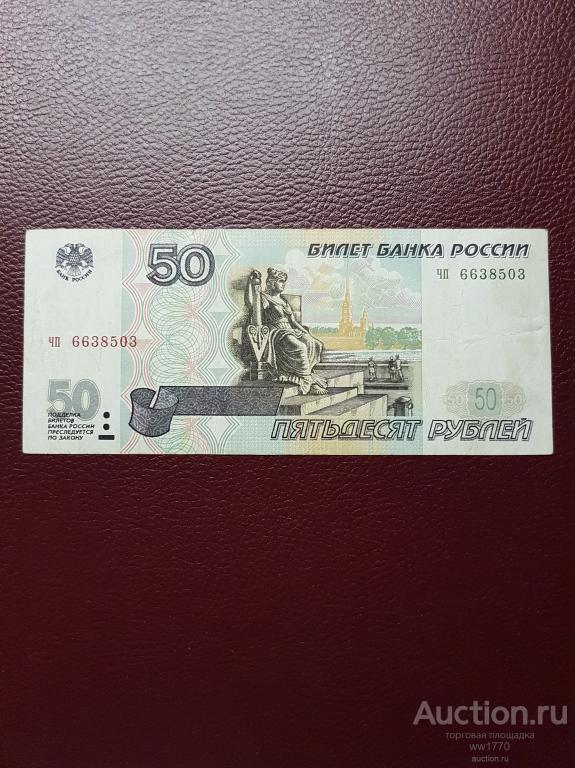 50
БИЛЕТ БАНКА РОССИИ
БАНК РОССИИ
ЧП 6638503
ЧП 6638503
50
ПОДДЕЛКА
БИЛЕТОВ
БАНКА РОССИИ
ПРЕСЛЕДУЕТСЯ
ПО ЗАКОНУ
50 50 50
ПЯТЬДЕСЯТ РУБЛЕЙ
Auction.ru
торговая площадка
ww1770
auction.ru